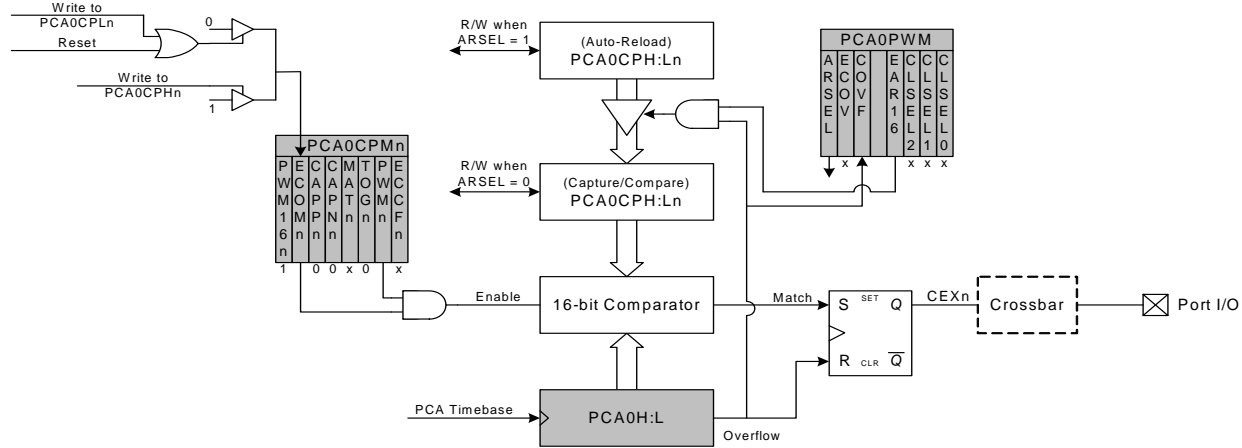 Write to
PCA0CPLn
Reset
0
Write to
PCA0CPHn
1
PCA0CPMn
PWM16n
ECOMn
CAPPn
CAPNn
MATn
TOGn
PWMn
ECCFn
1 0 0 x 0 x
R/W when
ARSEL = 1
(Auto-Reload)
PCA0CPH:Ln
R/W when
ARSEL = 0
(Capture/Compare)
PCA0CPH:Ln
PCA0PWM
ARSEL
ECOV
COVF
EAR16
CLSEL2
CLSEL1
CLSEL0
x x x x
Enable
16-bit Comparator
Match
S SET Q
R CLR Q
CEXn
Crossbar
Port I/O
PCA Timebase
PCA0H:L
Overflow